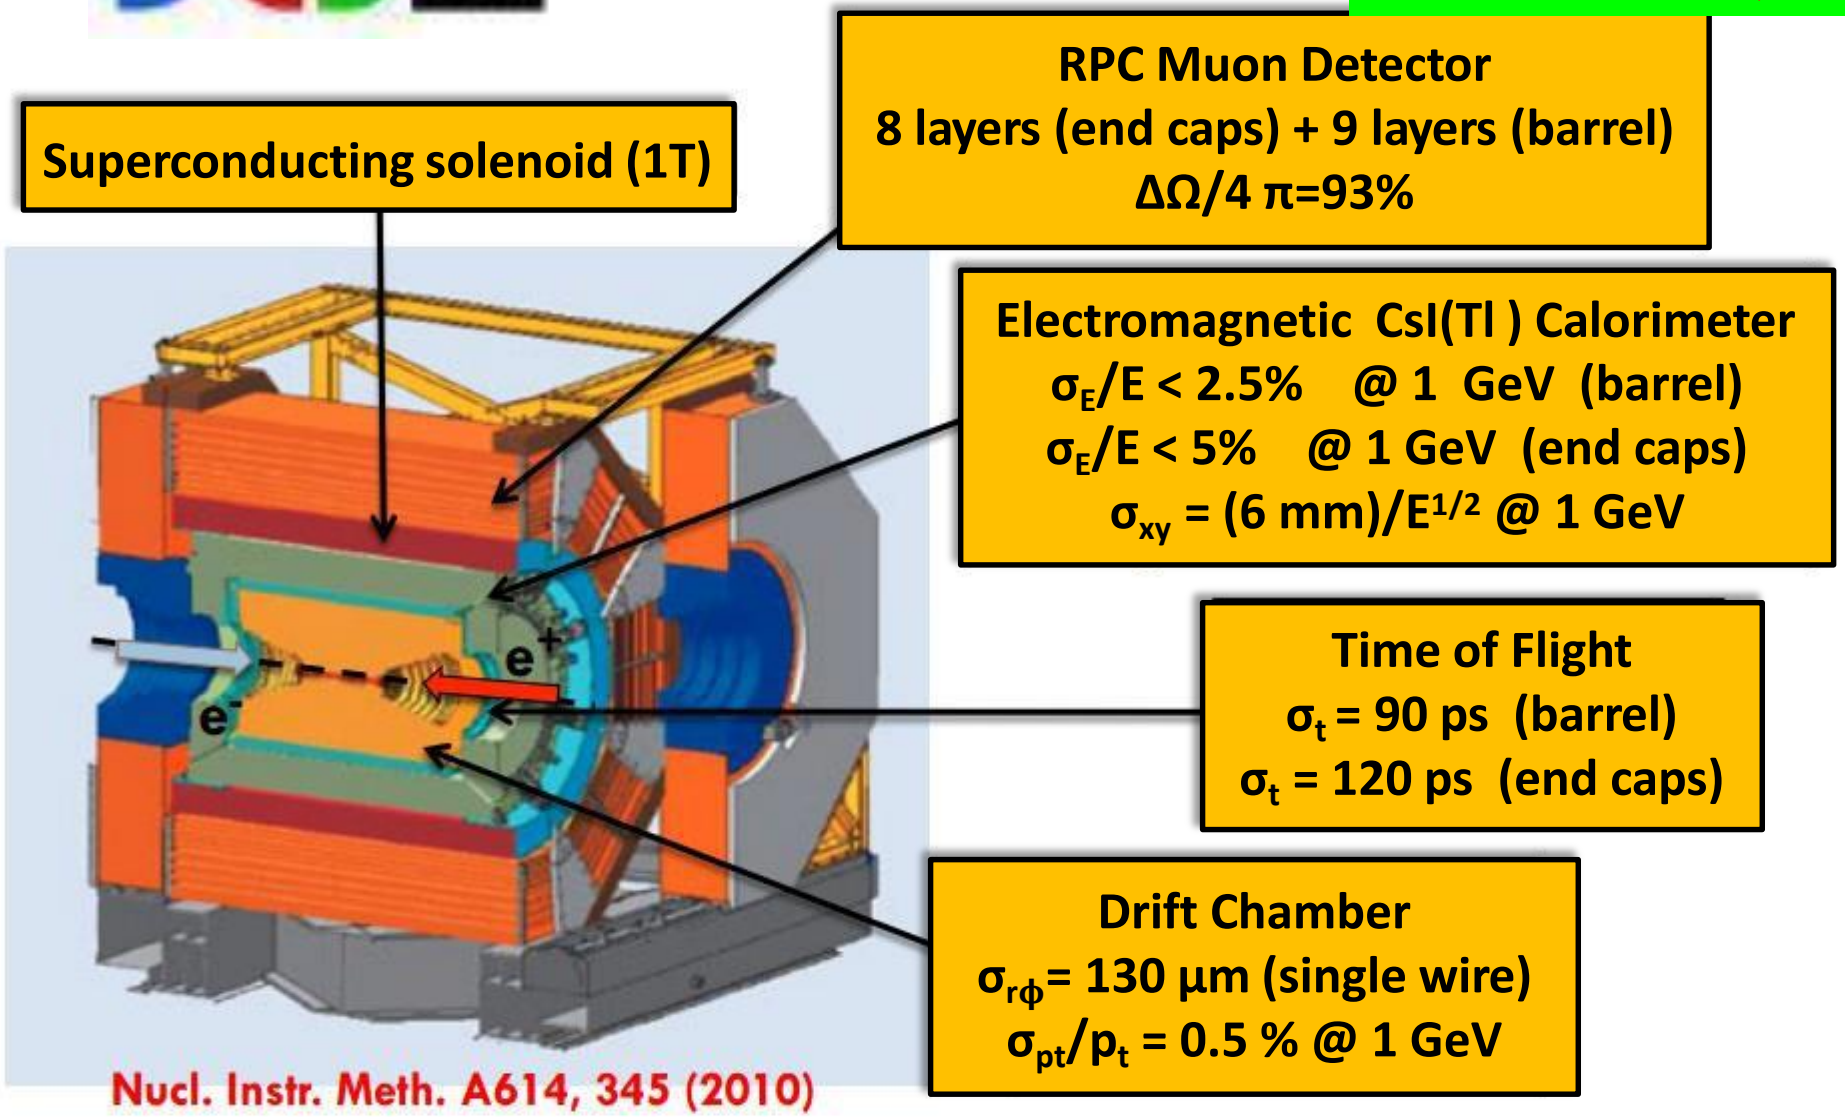 RPC Muon Detector
8 layers (end caps) + 9 layers (barrel)
ΔΩ/4 π=93%
Superconducting solenoid (1T)
Electromagnetic CsI(Tl ) Calorimeter
σE/E < 2.5% @ 1 GeV (barrel)
σE/E < 5% @ 1 GeV (end caps)
σxy = (6 mm)/E1/2 @ 1 GeV
e+
e-
Time of Flight
σt = 90 ps (barrel)
σt = 120 ps (end caps)
Drift Chamber
σrϕ= 130 μm (single wire)
σpt/pt = 0.5 % @ 1 GeV
Nucl. Instr. Meth. A614, 345 (2010)